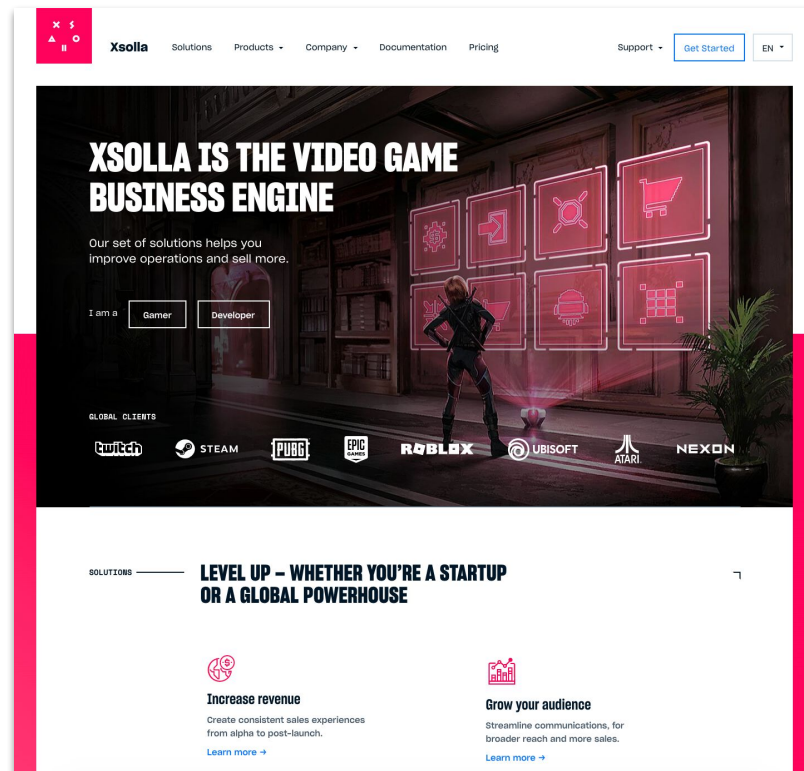 Xsolla
Solutions
Products
Company
Documentation
Pricing
Support
Get Started
EN
XSOLLA IS THE VIDEO GAME
BUSINESS ENGINE
Our set of solutions helps you
improve operations and sell more.
I am a
Gamer
Developer
GLOBAL CLIENTS
twitch
STEAM
PUBG
EPIC
GAMES
ROBLOX
UBISOFT
ATARI
NEXON
SOLUTIONS
LEVEL UP – WHETHER YOU'RE A STARTUP
OR A GLOBAL POWERHOUSE
Increase revenue
Create consistent sales experiences
from alpha to post-launch.
Learn more →
Grow your audience
Streamline communications, for
broader reach and more sales.
Learn more →